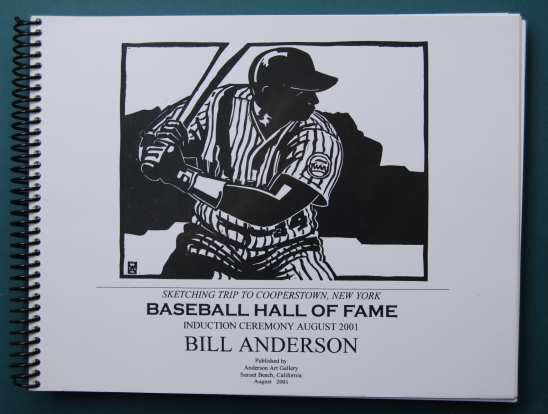 SKETCHING TRIP TO COOPERSTOWN, NEW YORK
BASEBALL HALL OF FAME
INDUCTION CEREMONY AUGUST 2001
BILL ANDERSON
Published by
Anderson Art Gallery
Sunset Beach, California
August 2001